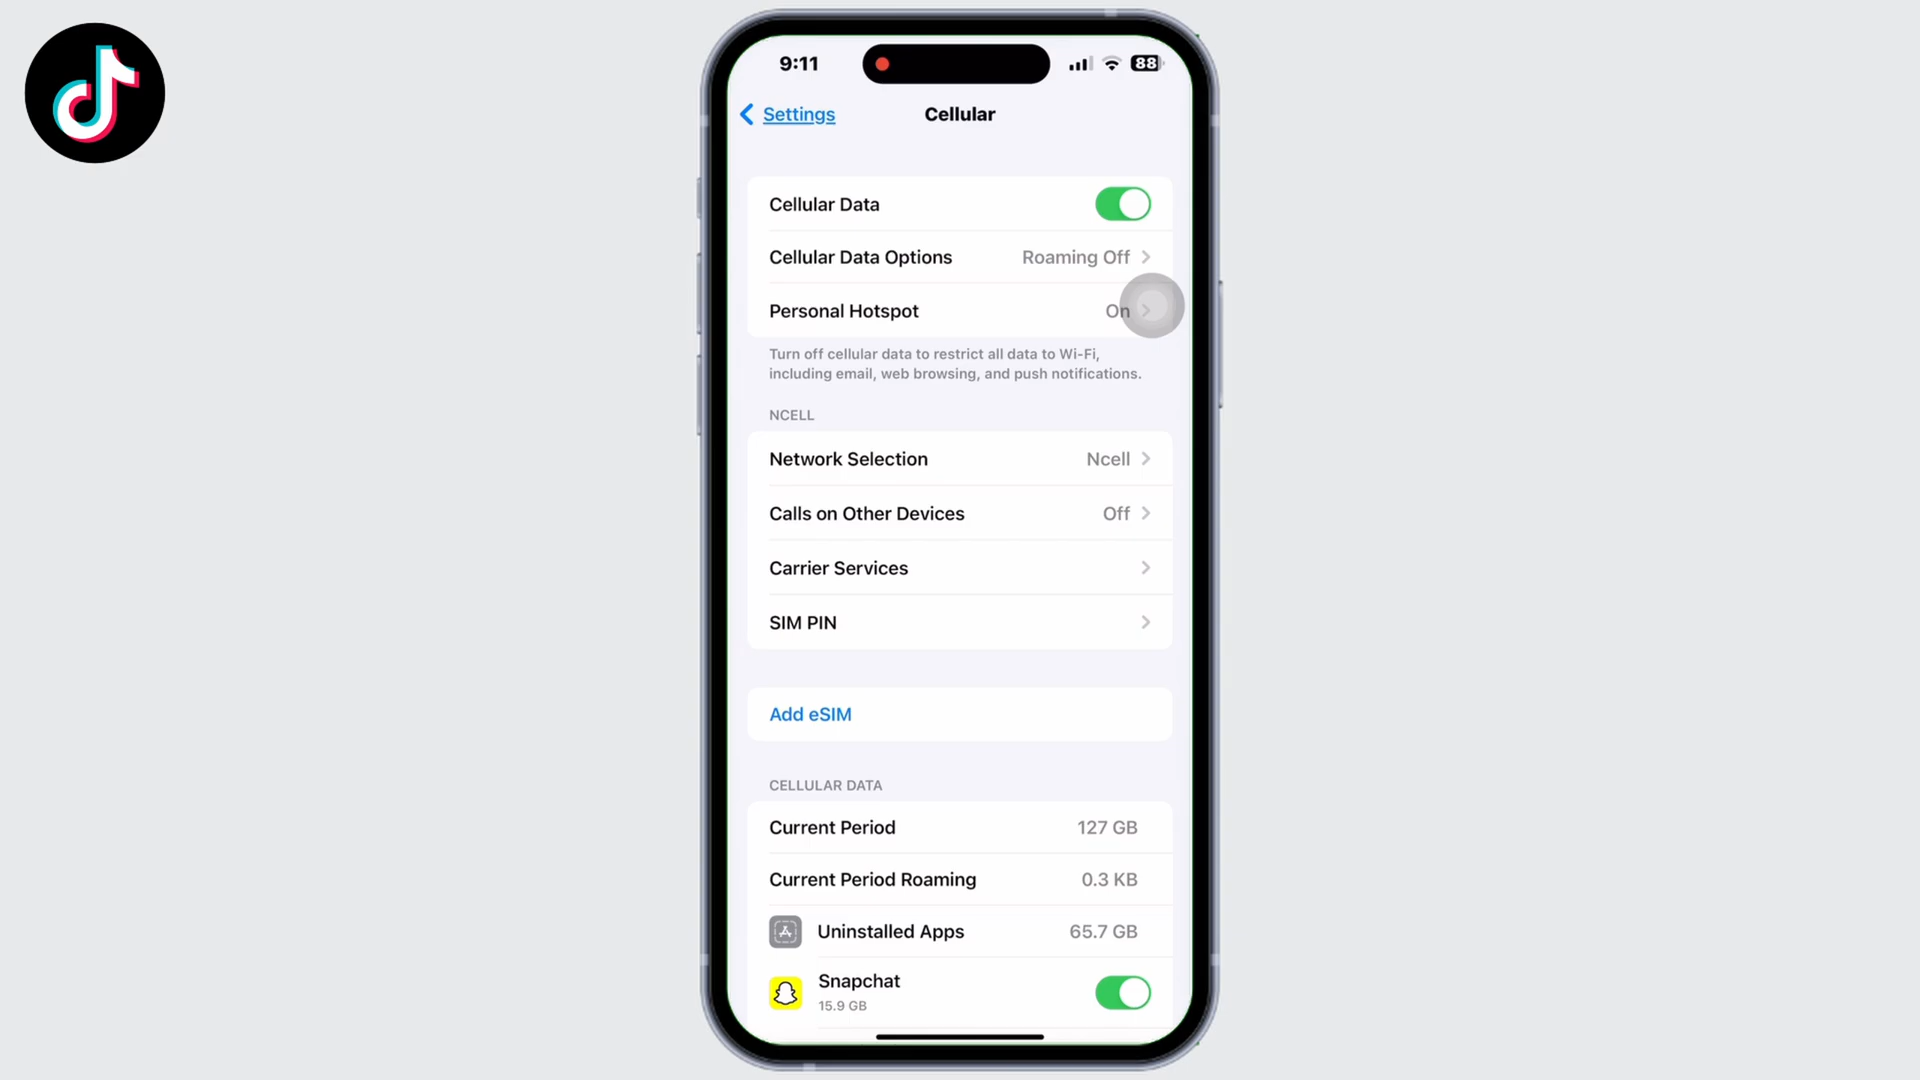 9:11
88
Settings
Cellular
Cellular Data
Cellular Data Options Roaming Off
Personal Hotspot On
Turn off cellular data to restrict all data to Wi-Fi,
including email, web browsing, and push notifications.
NCELL
Network Selection Ncell
Calls on Other Devices Off
Carrier Services
SIM PIN
Add eSIM
CELLULAR DATA
Current Period 127 GB
Current Period Roaming 0.3 KB
Uninstalled Apps 65.7 GB
Snapchat
15.9 GB